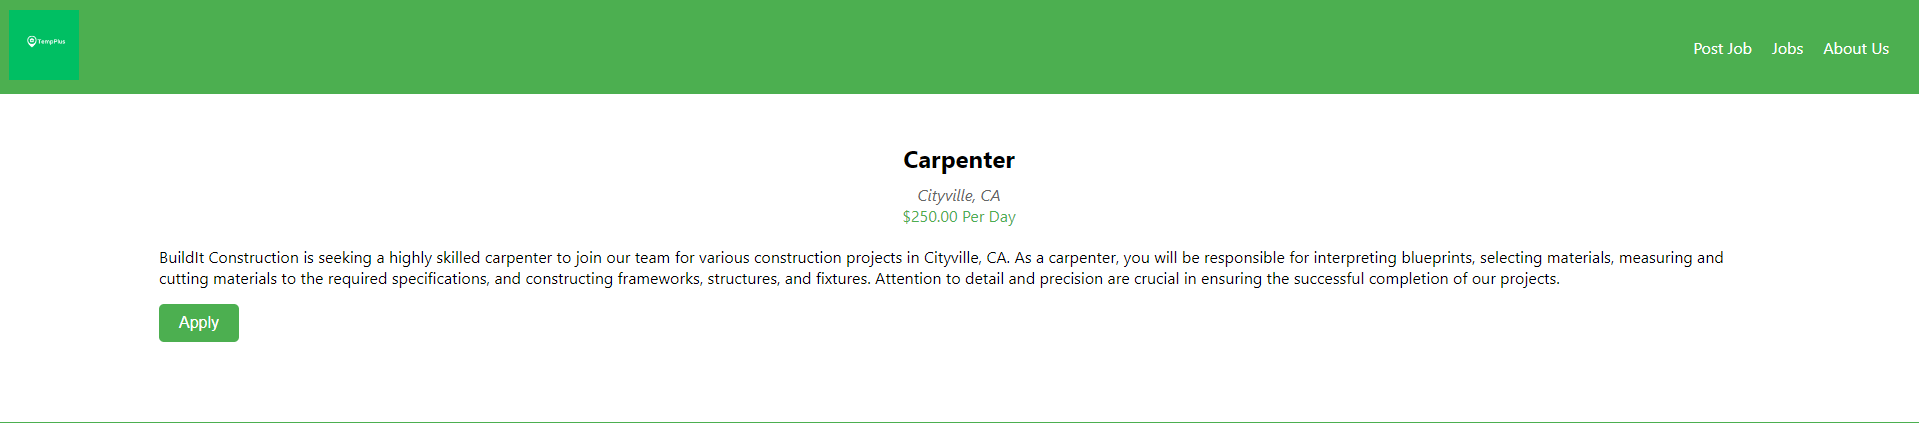 TempPlus
Post Job Jobs About Us
Carpenter
Cityville, CA
$250.00 Per Day
BuildIt Construction is seeking a highly skilled carpenter to join our team for various construction projects in Cityville, CA. As a carpenter, you will be responsible for interpreting blueprints, selecting materials, measuring and
cutting materials to the required specifications, and constructing frameworks, structures, and fixtures. Attention to detail and precision are crucial in ensuring the successful completion of our projects.
Apply